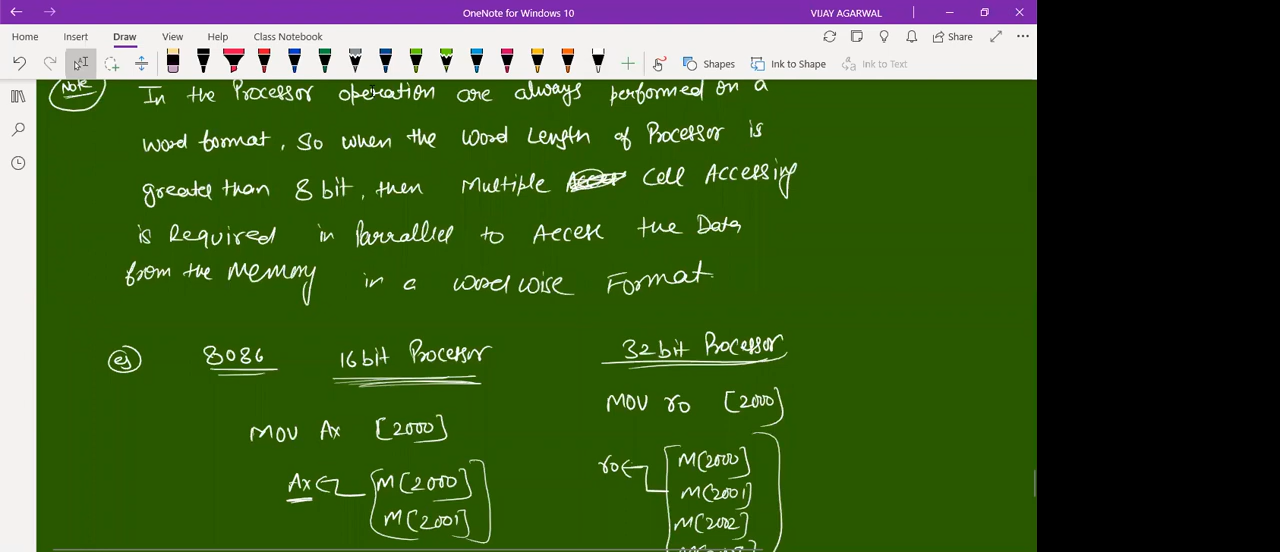 OneNote for Windows 10
VIJAY AGARWAL
Home Insert Draw View Help Class Notebook
Share
Shapes Ink to Shape Ink to Text
Note
In the Processor operation are always performed on a
word format, so when the word Length of Processor is
greater than 8 bit, then Multiple Cell Accessing
is Required in Parrallel to Access the Data
from the Memory in a wordwise Format
eg 8086 16 bit Processor
MOV Ax [2000]
Ax M[2000]
M[2001]
32 bit Processor
MOV r0 [2000]
r0 M[2000]
M[2001]
M[2002]